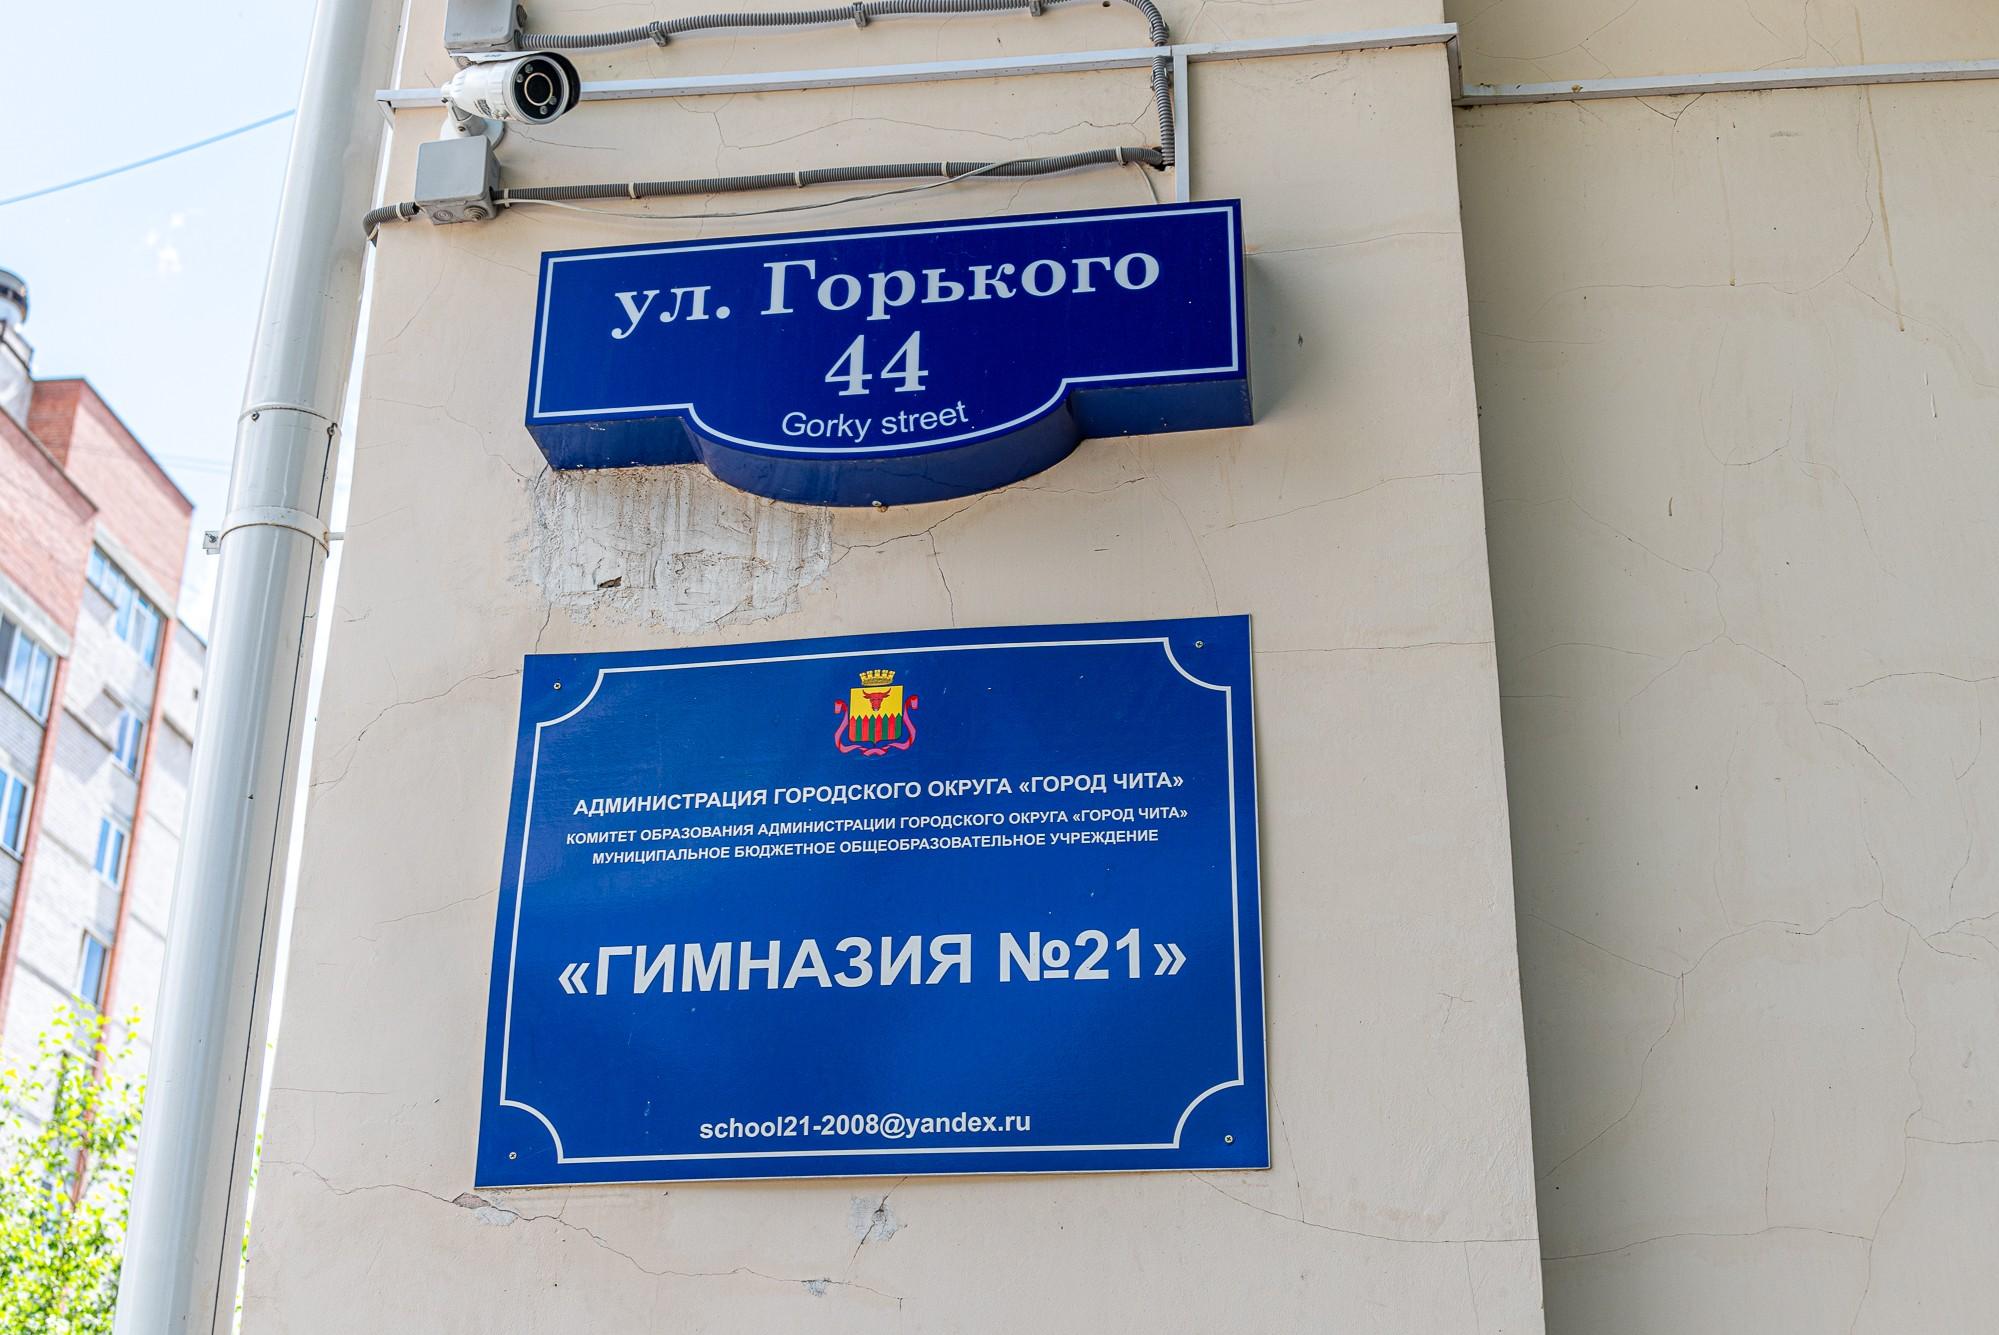 ул. Горького
44
Gorky street
АДМИНИСТРАЦИЯ ГОРОДСКОГО ОКРУГА «ГОРОД ЧИТА»
КОМИТЕТ ОБРАЗОВАНИЯ АДМИНИСТРАЦИИ ГОРОДСКОГО ОКРУГА «ГОРОД ЧИТА»
МУНИЦИПАЛЬНОЕ БЮДЖЕТНОЕ ОБЩЕОБРАЗОВАТЕЛЬНОЕ УЧРЕЖДЕНИЕ
«ГИМНАЗИЯ №21»
school21-2008@yandex.ru